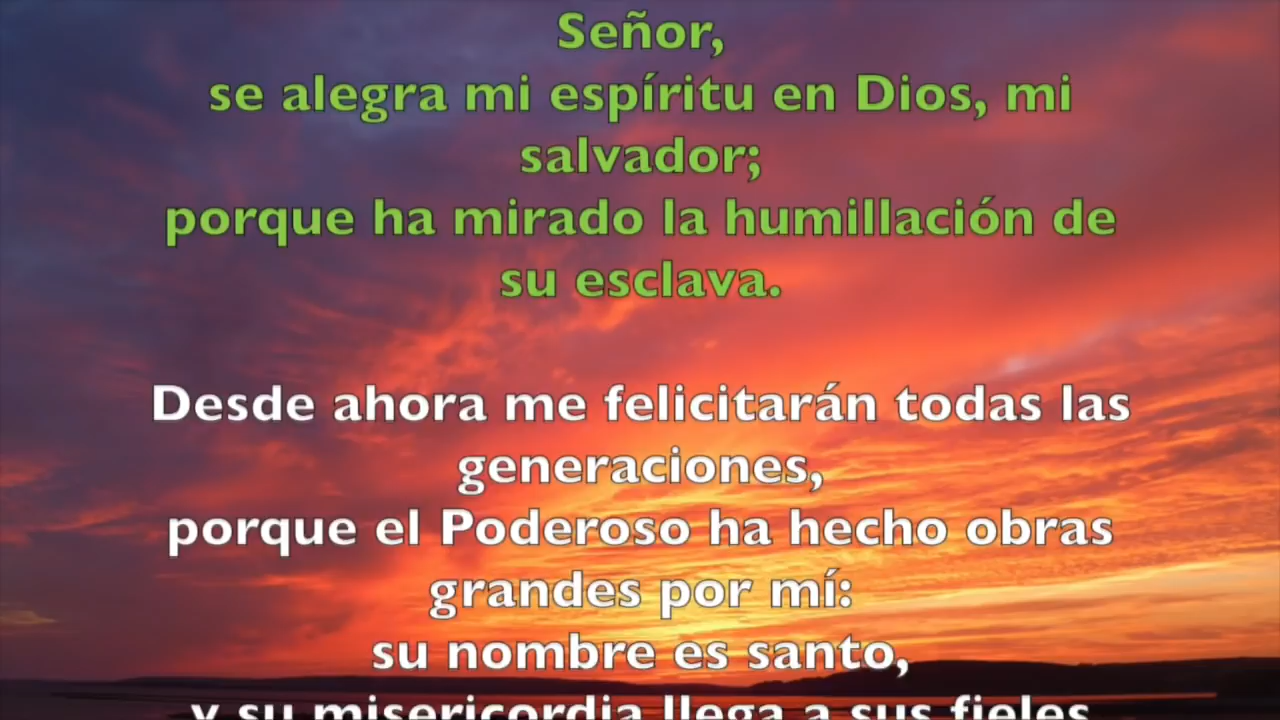 Señor,
se alegra mi espíritu en Dios, mi
salvador;
porque ha mirado la humillación de
su esclava.
Desde ahora me felicitarán todas las
generaciones,
porque el Poderoso ha hecho obras
grandes por mí:
su nombre es santo,
y su misericordia llega a sus fieles